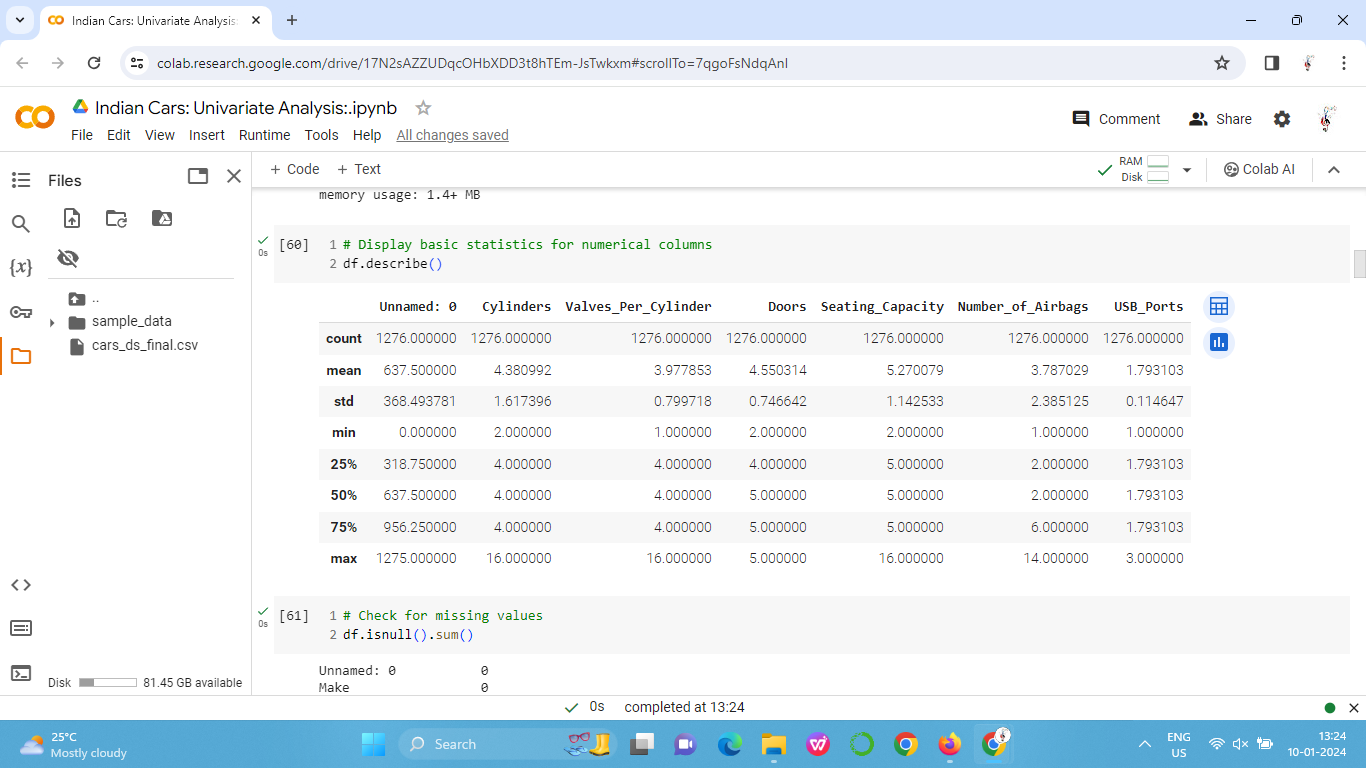 Indian Cars: Univariate Analysis
colab.research.google.com/drive/17N2sAZZUDqcOHbXDD3t8hTEm-JsTwkxm#scrollTo=7qgoFsNdqAnI
Indian Cars: Univariate Analysis:.ipynb
File Edit View Insert Runtime Tools Help All changes saved
Comment Share
Files
+ Code + Text
RAM
Disk
Colab AI
memory usage: 1.4+ MB
..
sample_data
cars_ds_final.csv
{x}
0s [60] 1 # Display basic statistics for numerical columns
2 df.describe()
Unnamed: 0 Cylinders Valves_Per_Cylinder Doors Seating_Capacity Number_of_Airbags USB_Ports
count 1276.000000 1276.000000 1276.000000 1276.000000 1276.000000 1276.000000 1276.000000
mean 637.500000 4.380992 3.977853 4.550314 5.270079 3.787029 1.793103
std 368.493781 1.617396 0.799718 0.746642 1.142533 2.385125 0.114647
min 0.000000 2.000000 1.000000 2.000000 2.000000 1.000000 1.000000
25% 318.750000 4.000000 4.000000 4.000000 5.000000 2.000000 1.793103
50% 637.500000 4.000000 4.000000 5.000000 5.000000 2.000000 1.793103
75% 956.250000 4.000000 4.000000 5.000000 5.000000 6.000000 1.793103
max 1275.000000 16.000000 16.000000 5.000000 16.000000 14.000000 3.000000
0s [61] 1 # Check for missing values
2 df.isnull().sum()
Unnamed: 0 0
Make 0
Disk 81.45 GB available
0s completed at 13:24
25°C
Mostly cloudy
Search
ENG
US
13:24
10-01-2024